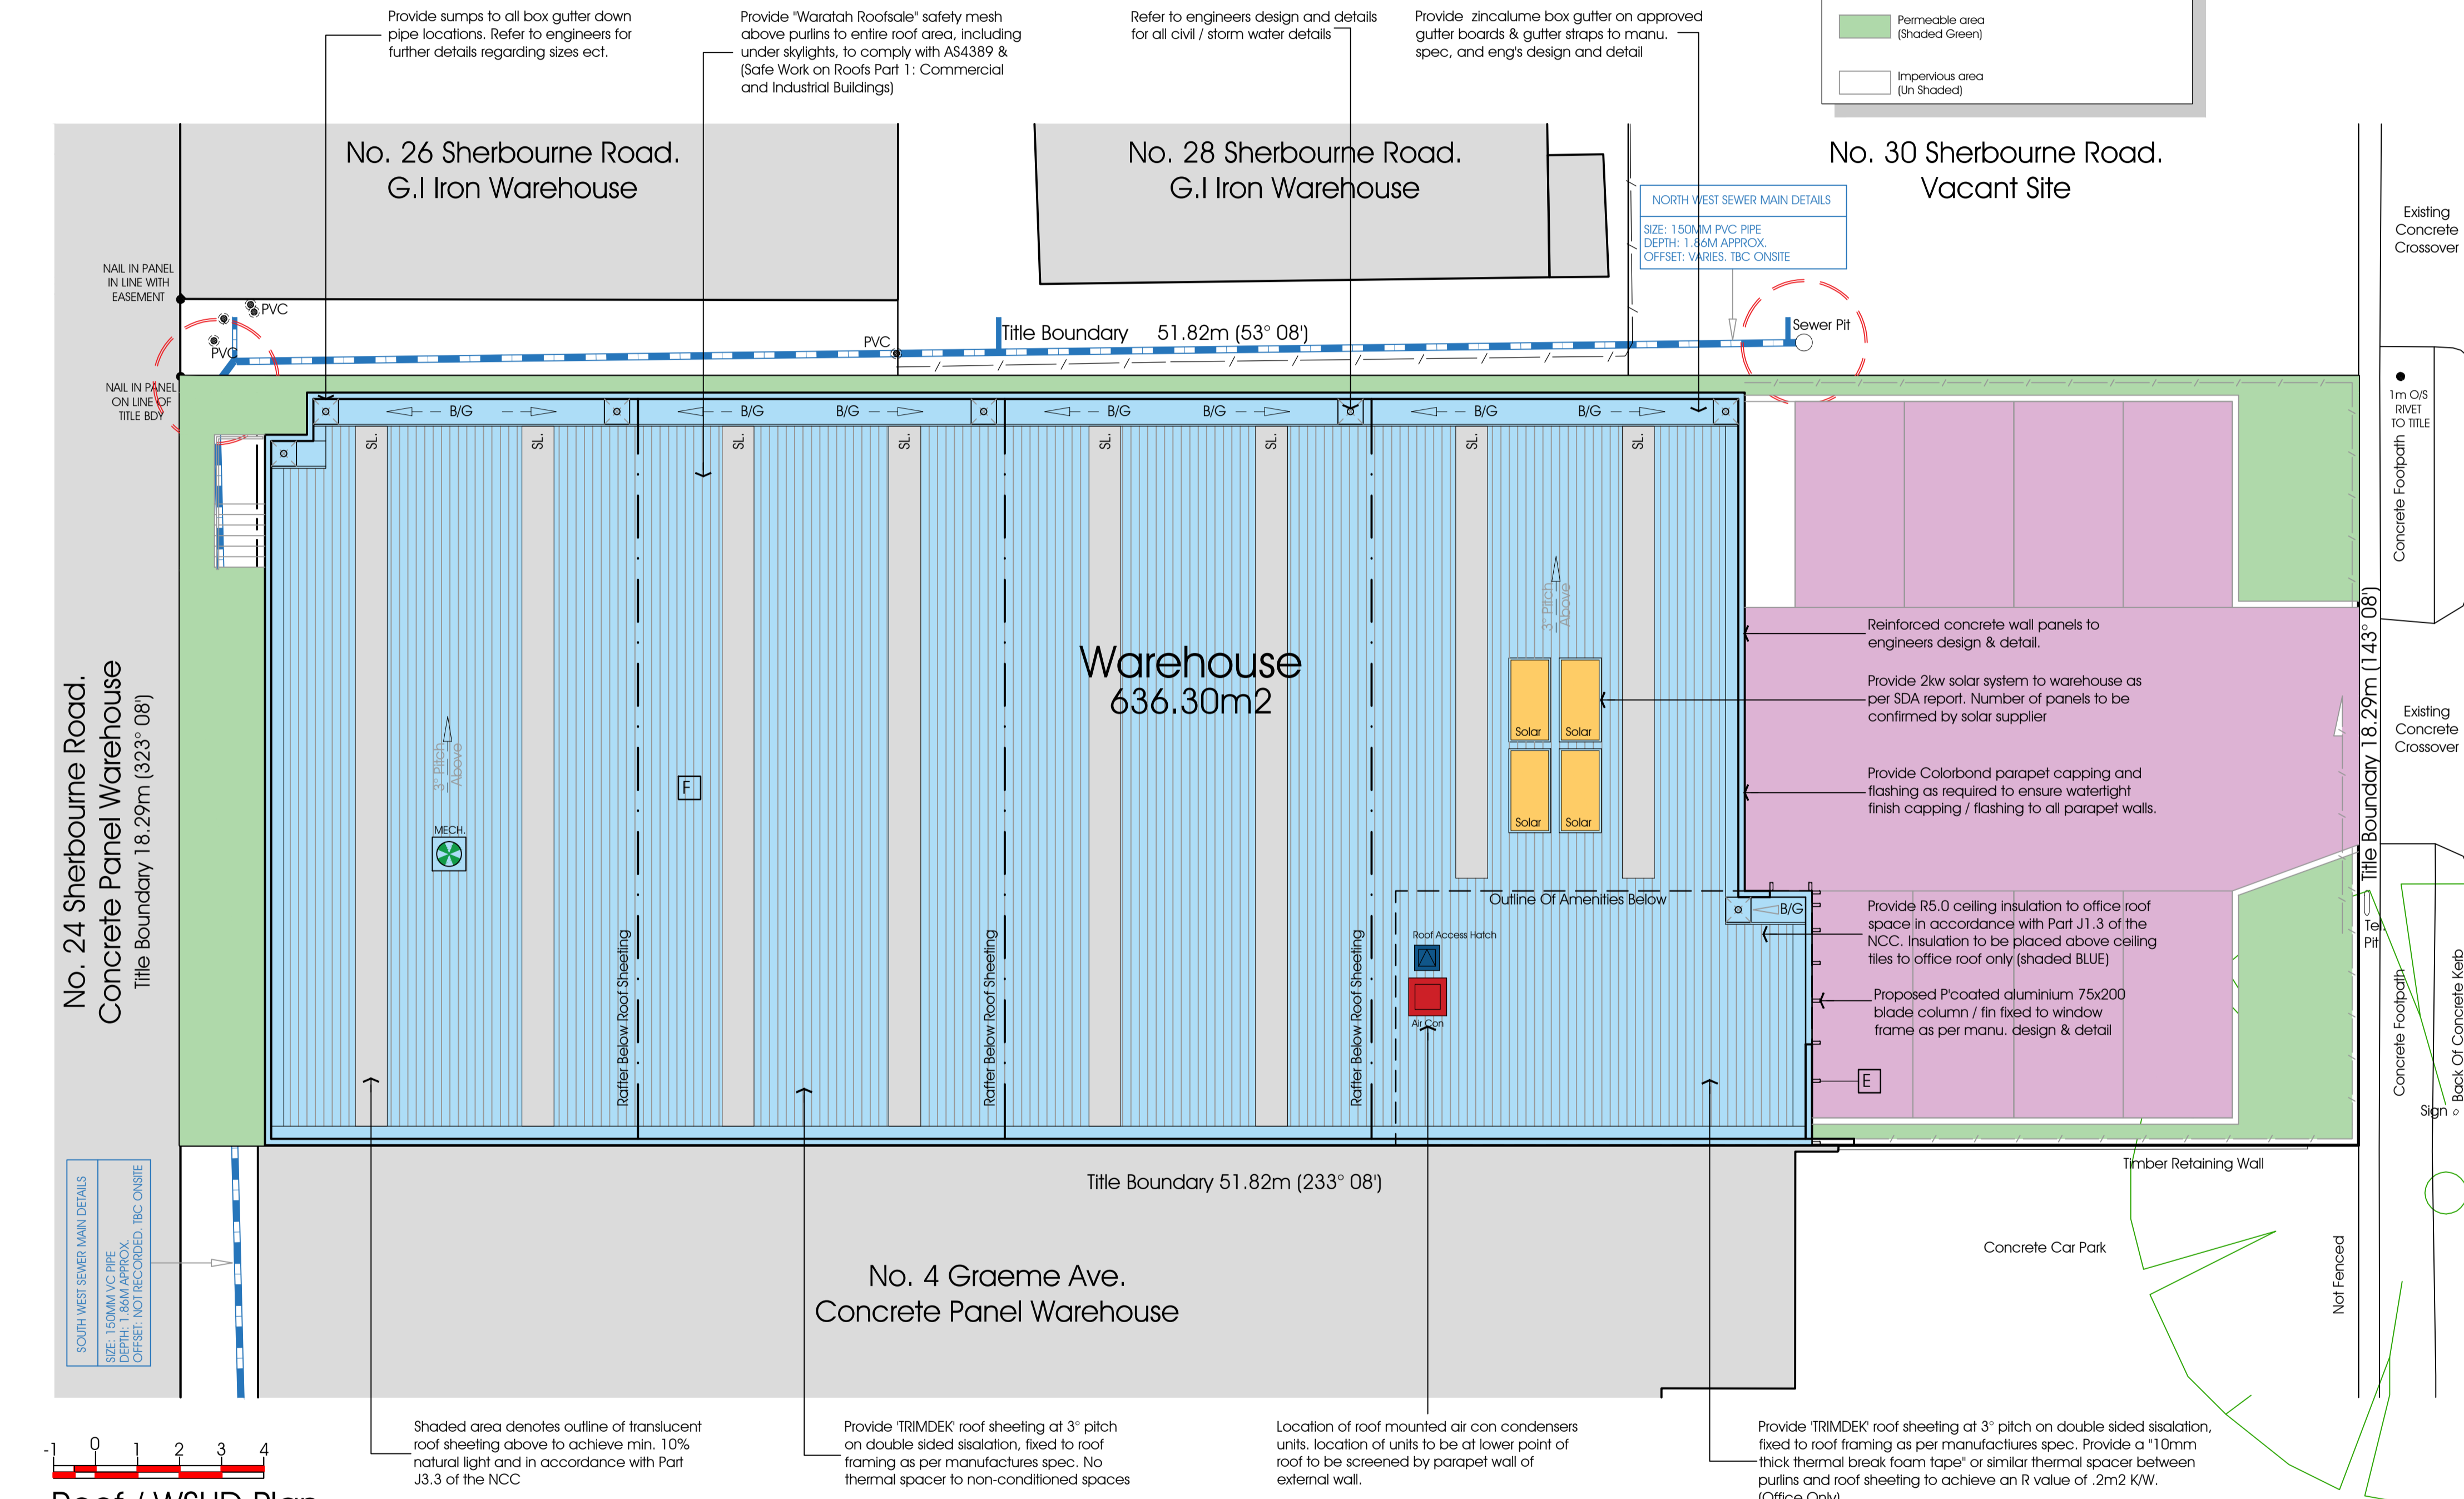 Provide sumps to all box gutter down
pipe locations. Refer to engineers for
further details regarding sizes ect.
Provide "Waratah Roofsale" safety mesh
above purlins to entire roof area, including
under skylights, to comply with AS4389 &
(Safe Work on Roofs Part 1: Commercial
and Industrial Buildings)
Refer to engineers design and details
for all civil / storm water details
Provide zincalume box gutter on approved
gutter boards & gutter straps to manu.
spec, and eng's design and detail
Permeable area
(Shaded Green)
Impervious area
(Un Shaded)
No. 26 Sherbourne Road.
G.I Iron Warehouse
No. 28 Sherbourne Road.
G.I Iron Warehouse
No. 30 Sherbourne Road.
Vacant Site
NORTH WEST SEWER MAIN DETAILS
SIZE: 150MM PVC PIPE
DEPTH: 1.86M APPROX.
OFFSET: VARIES. TBC ONSITE
Existing
Concrete
Crossover
NAIL IN PANEL
IN LINE WITH
EASEMENT
PVC
PVC
PVC
Title Boundary 51.82m (53° 08')
Sewer Pit
NAIL IN PANEL
ON LINE OF
TITLE BDY
1m O/S
RIVET
TO TITLE
B/G
B/G
B/G
B/G
B/G
B/G
B/G
SL.
SL.
SL.
SL.
SL.
SL.
SL.
SL.
Concrete Footpath
3° Pitch
Above
Warehouse
636.30m2
Reinforced concrete wall panels to
engineers design & detail.
Provide 2kw solar system to warehouse as
per SDA report. Number of panels to be
confirmed by solar supplier
Provide Colorbond parapet capping and
flashing as required to ensure watertight
finish capping / flashing to all parapet walls.
Title Boundary 18.29m (143° 08')
Existing
Concrete
Crossover
No. 24 Sherbourne Road.
Concrete Panel Warehouse
Title Boundary 18.29m (323° 08')
3° Pitch
Above
MECH.
F
Solar
Solar
Solar
Solar
Outline Of Amenities Below
B/G
Roof Access Hatch
Air Con
Rafter Below Roof Sheeting
Rafter Below Roof Sheeting
Rafter Below Roof Sheeting
Provide R5.0 ceiling insulation to office roof
space in accordance with Part J1.3 of the
NCC. Insulation to be placed above ceiling
tiles to office roof only (shaded BLUE)
Proposed P'coated aluminium 75x200
blade column / fin fixed to window
frame as per manu. design & detail
E
Tel.
Pit
Concrete Footpath
Back Of Concrete Kerb
Sign
Timber Retaining Wall
Title Boundary 51.82m (233° 08')
SOUTH WEST SEWER MAIN DETAILS
SIZE: 150MM VC PIPE
DEPTH: 1.86M APPROX.
OFFSET: NOT RECORDED. TBC ONSITE
No. 4 Graeme Ave.
Concrete Panel Warehouse
Concrete Car Park
Not Fenced
Shaded area denotes outline of translucent
roof sheeting above to achieve min. 10%
natural light and in accordance with Part
J3.3 of the NCC
Provide 'TRIMDEK' roof sheeting at 3° pitch
on double sided sisalation, fixed to roof
framing as per manufactures spec. No
thermal spacer to non-conditioned spaces
Location of roof mounted air con condensers
units. location of units to be at lower point of
roof to be screened by parapet wall of
external wall.
Provide 'TRIMDEK' roof sheeting at 3° pitch on double sided sisalation,
fixed to roof framing as per manufactiures spec. Provide a "10mm
thick thermal break foam tape" or similar thermal spacer between
purlins and roof sheeting to achieve an R value of .2m2 K/W.
(Office Only)
-1 0 1 2 3 4
Roof / WSUD Plan